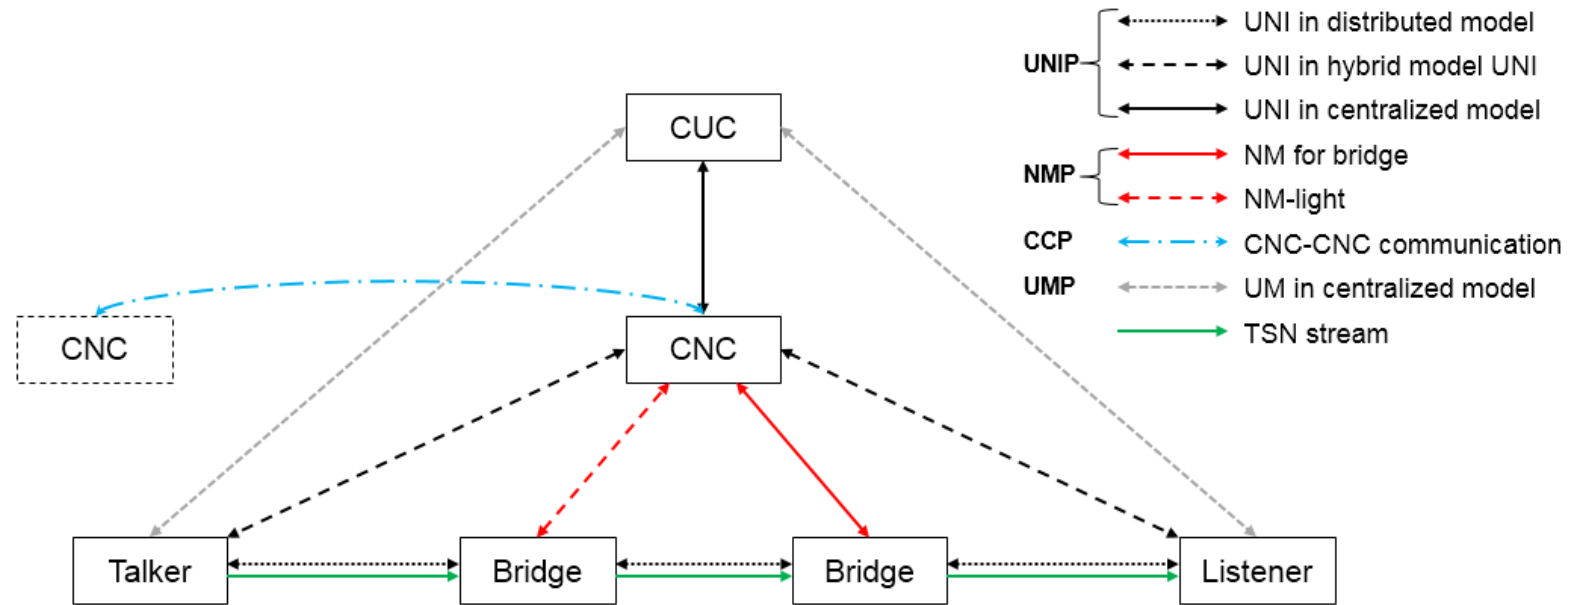 UNIP
UNI in distributed model
UNI in hybrid model UNI
UNI in centralized model
NMP
NM for bridge
NM-light
CCP
CNC-CNC communication
UMP
UM in centralized model
TSN stream
CUC
CNC
CNC
Talker
Bridge
Bridge
Listener